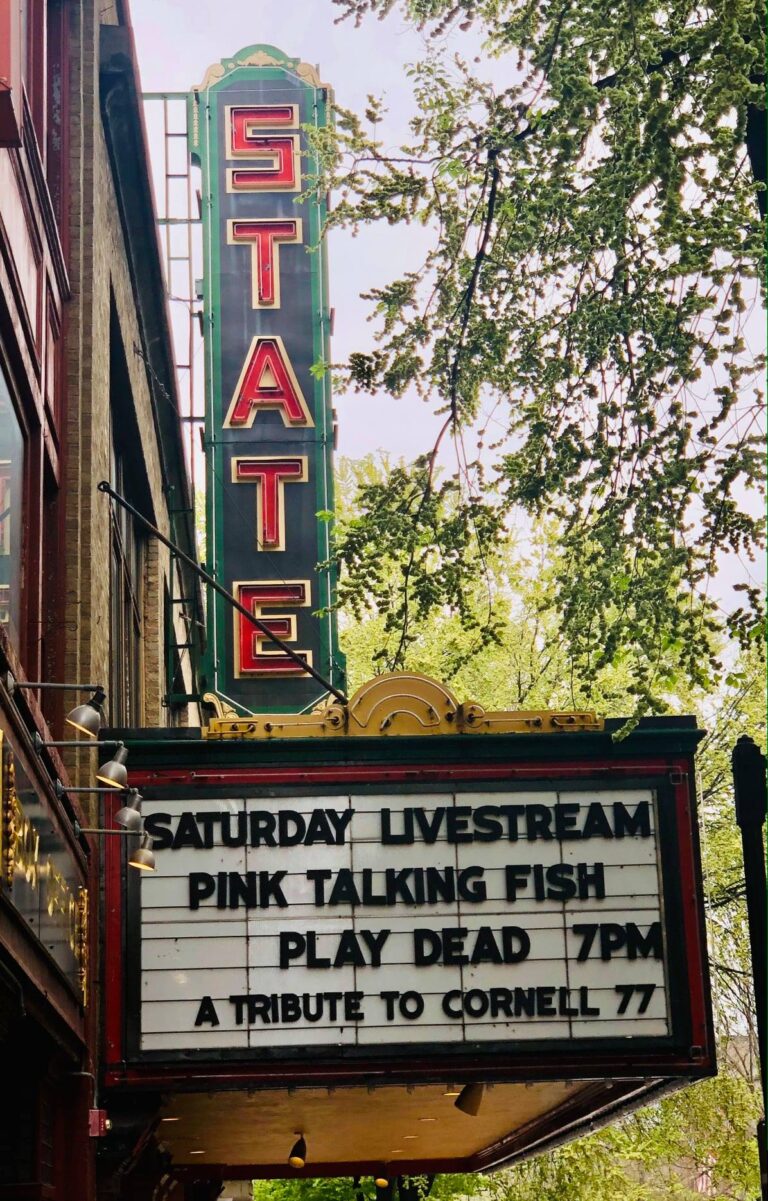 STATE
SATURDAY LIVESTREAM
PINK TALKING FISH
PLAY DEAD 7PM
A TRIBUTE TO CORNELL 77